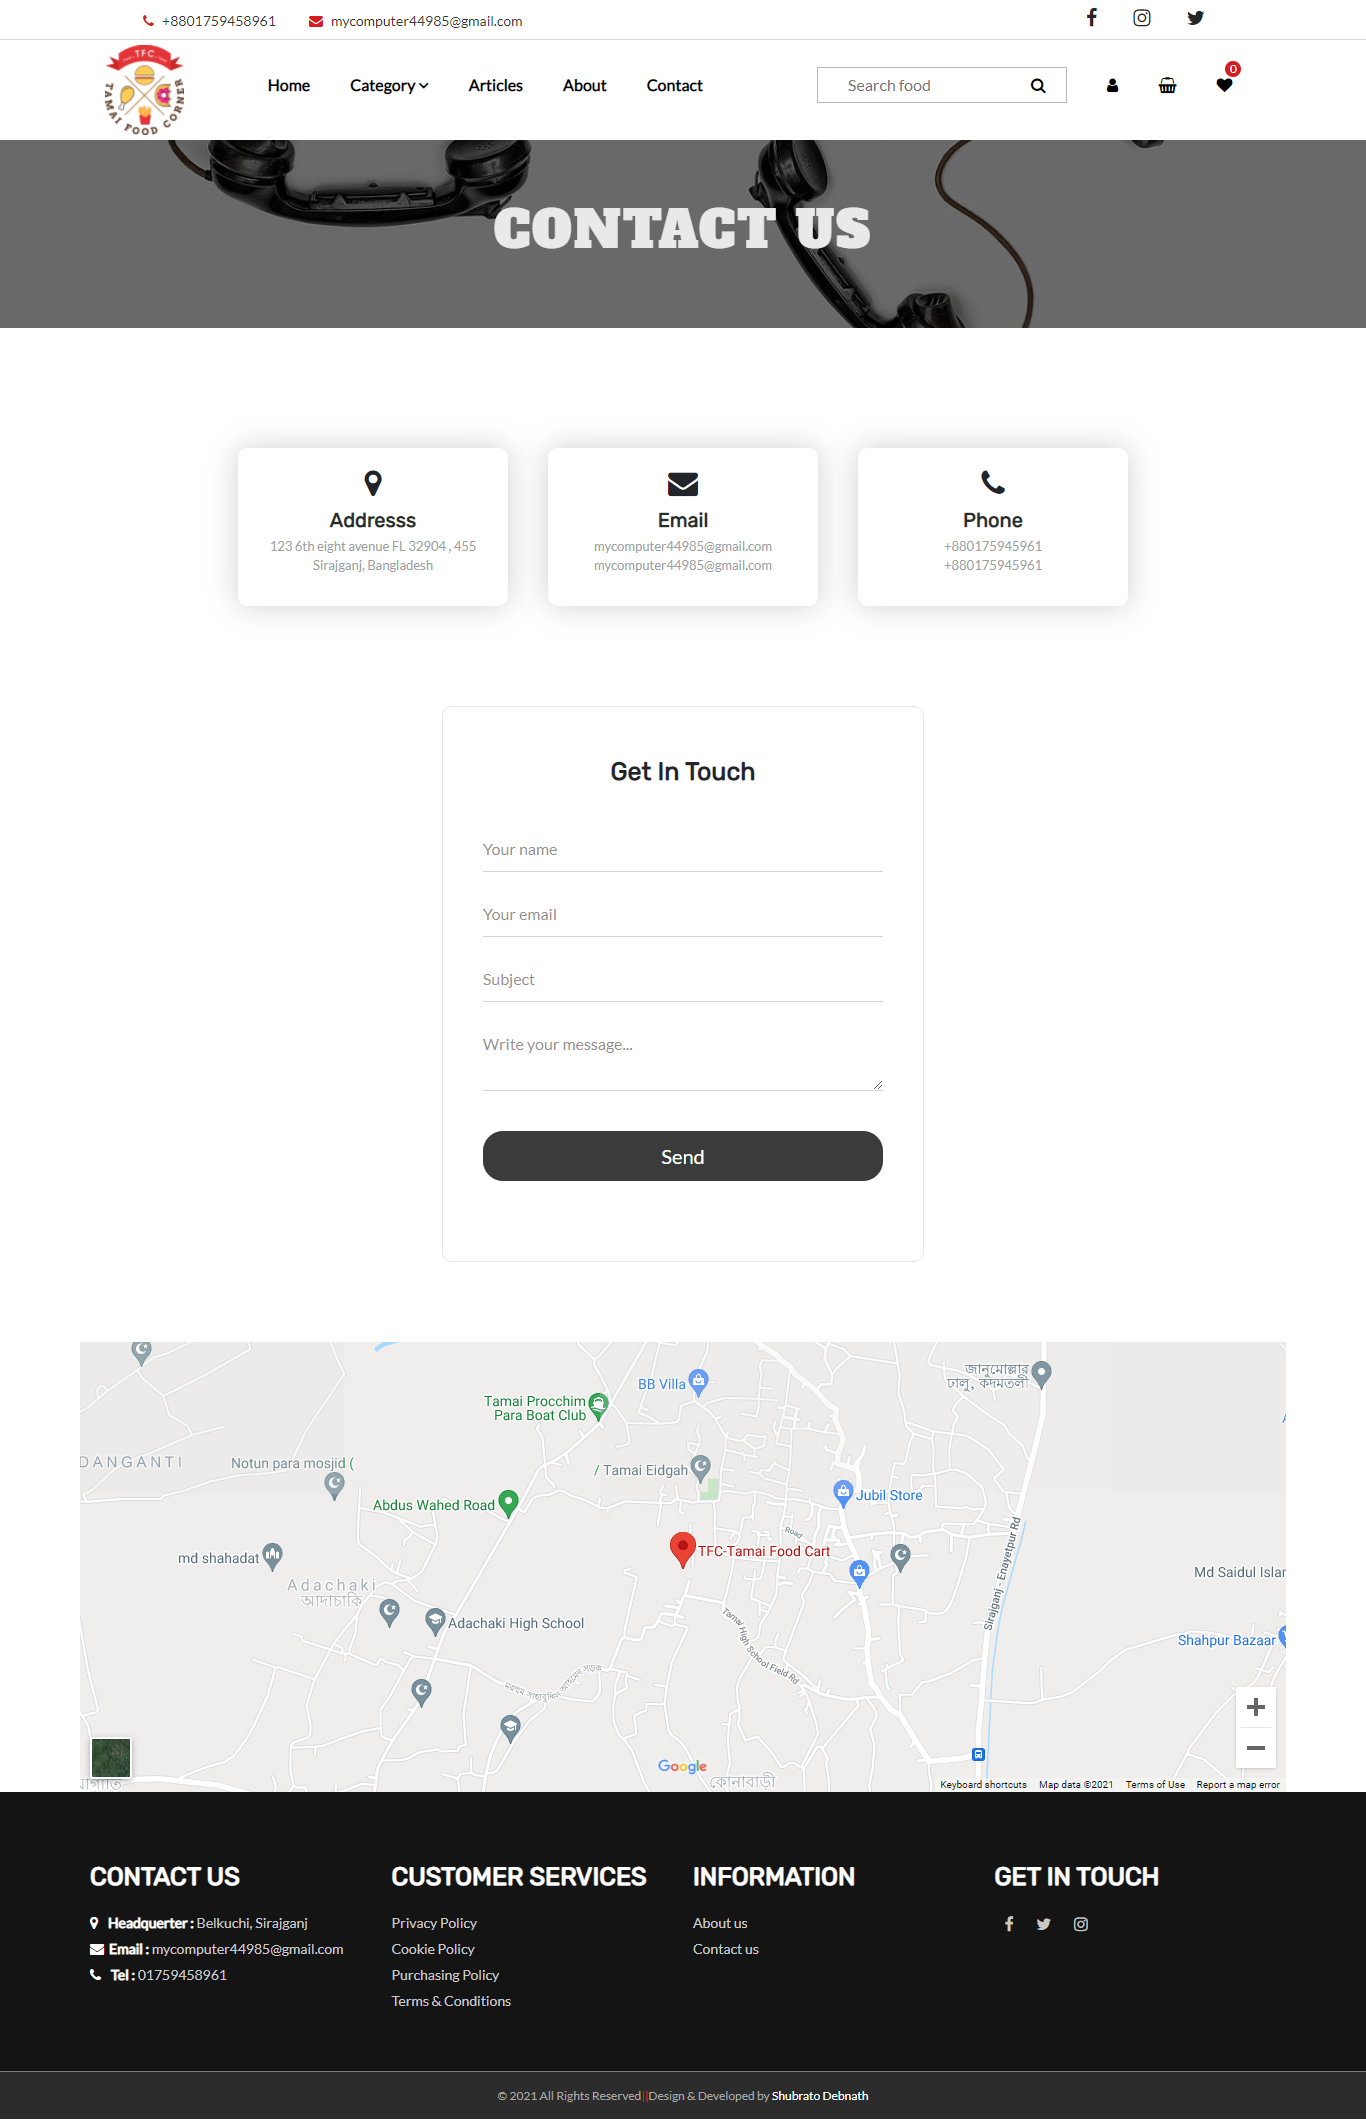 +8801759458961
mycomputer44985@gmail.com
TFC
TAMAI FOOD CORNER
Home
Category
Articles
About
Contact
Search food
0
CONTACT US
Addresss
123 6th eight avenue FL 32904 , 455
Sirajganj, Bangladesh
Email
mycomputer44985@gmail.com
mycomputer44985@gmail.com
Phone
+880175945961
+880175945961
Get In Touch
Your name
Your email
Subject
Write your message...
Send
BB Villa
জানুমোল্লার
ঢালু, কদমতলী
Tamai Procchim
Para Boat Club
DANGANTI
Notun para mosjid (
/ Tamai Eidgah
Abdus Wahed Road
Jubil Store
Road
TFC-Tamai Food Cart
Sirajganj - Enayetpur Rd
md shahadat
Adachaki
আদাচাকি
Md Saidul Islar
Adachaki High School
Tamai High School Field Rd
Shahpur Bazaar
মরহুম সাহাবুদ্দিন আহমেদ সড়ক
Google
কোনাবাড়ী
Keyboard shortcuts
Map data ©2021
Terms of Use
Report a map error
CONTACT US
Headquerter : Belkuchi, Sirajganj
Email : mycomputer44985@gmail.com
Tel : 01759458961
CUSTOMER SERVICES
Privacy Policy
Cookie Policy
Purchasing Policy
Terms & Conditions
INFORMATION
About us
Contact us
GET IN TOUCH
© 2021 All Rights Reserved||Design & Developed by Shubrato Debnath